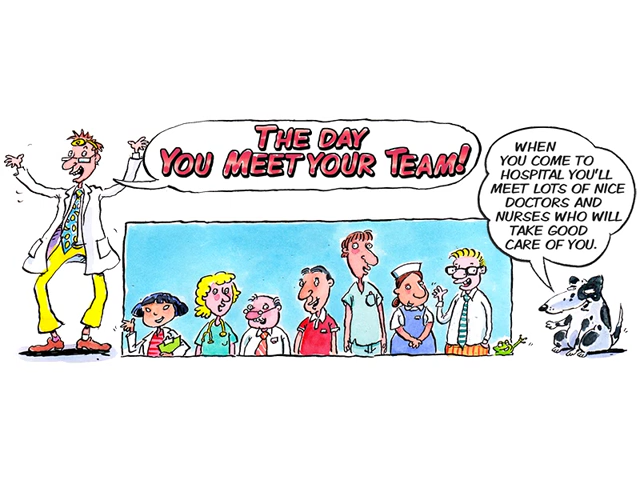 THE DAY
YOU MEET YOUR TEAM!
WHEN
YOU COME TO
HOSPITAL YOU'LL
MEET LOTS OF NICE
DOCTORS AND
NURSES WHO WILL
TAKE GOOD
CARE OF YOU.